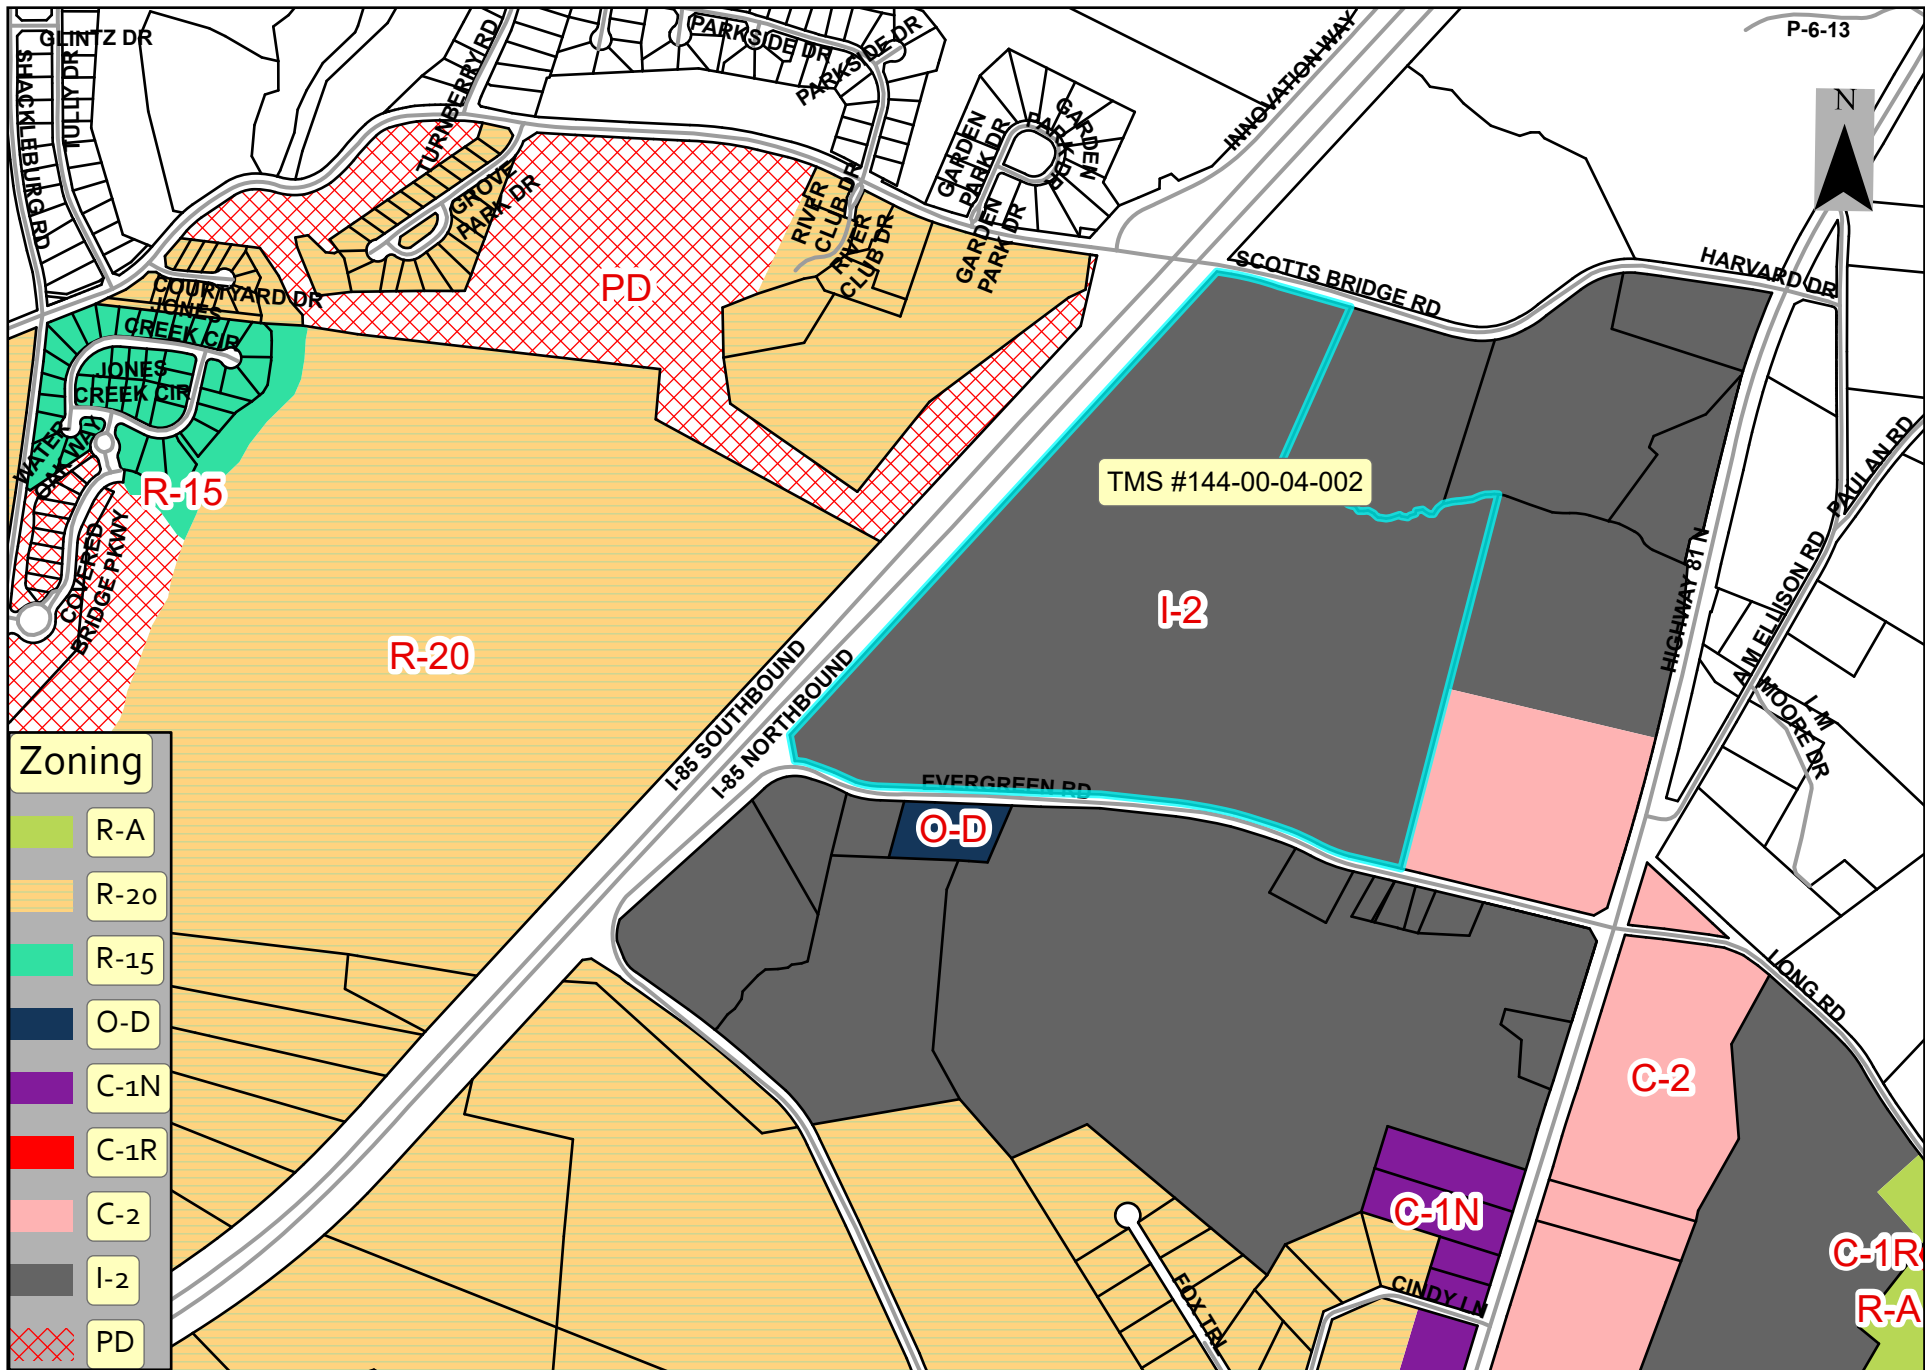 GLINTZ DR
SHACKLEBURG RD
TULLY DR
TURNBERRY RD
PARKSIDE DR
PARKSIDE DR
GARDEN
PARK DR
GARDEN
PARK DR
INNOVATION WAY
P-6-13
N
GROVE
PARK DR
RIVER
CLUB DR
RIVER
CLUB DR
GARDEN
PARK DR
SCOTTS BRIDGE RD
HARVARD DR
COURTYARD DR
JONES
CREEK CIR
JONES
CREEK CIR
PD
WATER
OAK WAY
R-15
COVERED
BRIDGE PKWY
TMS #144-00-04-002
PAULAN RD
I-2
R-20
HIGHWAY 81 N
A M ELLISON RD
L M
MOORE DR
I-85 SOUTHBOUND
I-85 NORTHBOUND
EVERGREEN RD
O-D
LONG RD
C-2
C-1N
C-1R
R-A
CINDY LN
FOX TRL
Zoning
R-A
R-20
R-15
O-D
C-1N
C-1R
C-2
I-2
PD